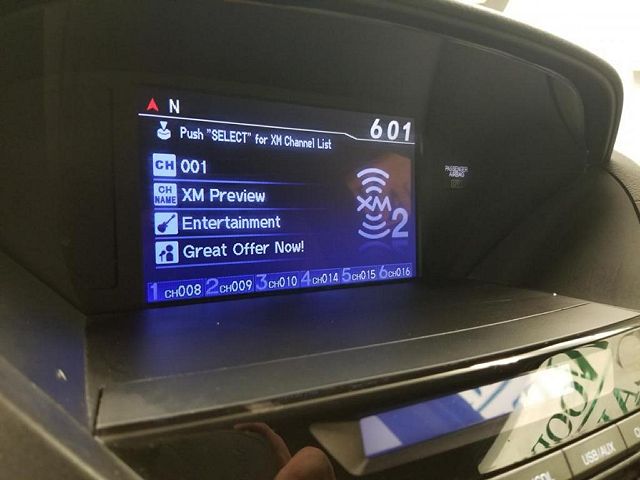 N
601
Push "SELECT" for XM Channel List
CH 001
CH NAME XM Preview
Entertainment
Great Offer Now!
XM 2
1 CH008 2 CH009 3 CH010 4 CH014 5 CH015 6 CH016
PASSENGER
AIRBAG
USB/AUX